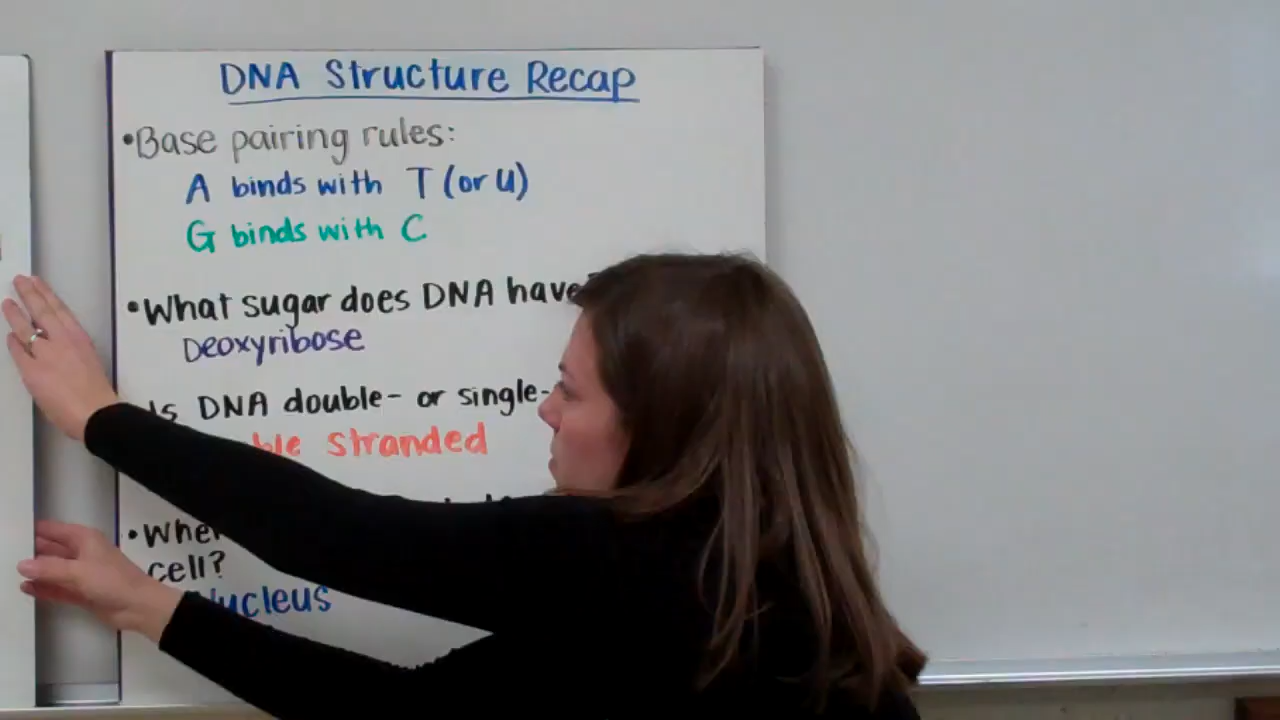 DNA Structure Recap
•Base pairing rules:
A binds with T (or U)
G binds with C
•What sugar does DNA have
Deoxyribose
Is DNA double- or single-
stranded
cell?
Nucleus